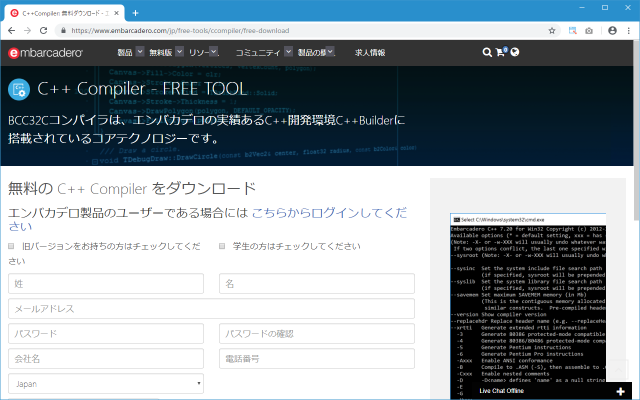 C++ Compiler: 無料ダウンロード - エ
https://www.embarcadero.com/jp/free-tools/ccompiler/free-download
embarcadero
製品 無料版 リソー コミュニティ 製品の購 求人情報
0
C++ Compiler - FREE TOOL
BCC32Cコンパイラは、エンバカデロの実績あるC++開発環境C++Builderに
搭載されているコアテクノロジーです。
無料の C++ Compiler をダウンロード
エンバカデロ製品のユーザーである場合には こちらからログインしてくだ
さい
旧バージョンをお持ちの方はチェックしてくだ
さい
学生の方はチェックしてください
姓
名
メールアドレス
パスワード
パスワードの確認
会社名
電話番号
Japan
Select C:\Windows\system32\cmd.exe
Embarcadero C++ 7.20 for Win32 Copyright (c) 2012-
Available options (* = default setting, xxx = has
(Note: -X- or -w-XXX will usually undo whatever wa
If two options conflict, the last one specified w
--sysroot (Note: -X- or -w-XXX will usually undo w
--sysinc Set the system include file search path
(if specified, sysroot will be prepended
--syslib Set the system library file search path
(if specified, sysroot will be prepended
--savemem Set maximum SAVEMEM memory (in Mb)
(This is the contiguous memory allocated
similar constructs. Pre-compiled header
--version Show compiler version
--replacehdr Replace header name (e.g. --replaceHe
--xrtti Generate extended rtti information
-3 Generate 80386 protected-mode compatible
-4 Generate 80386/80486 protected-mode comp
-5 Generate Pentium instructions
-6 Generate Pentium Pro instructions
-Axxx Enable ANSI conformance
-B Compile to .ASM (-S), then assemble to .
-Cxxx Enable nested comments
-D -Dcname> defines 'name' as a null string
-E
Live Chat Offline